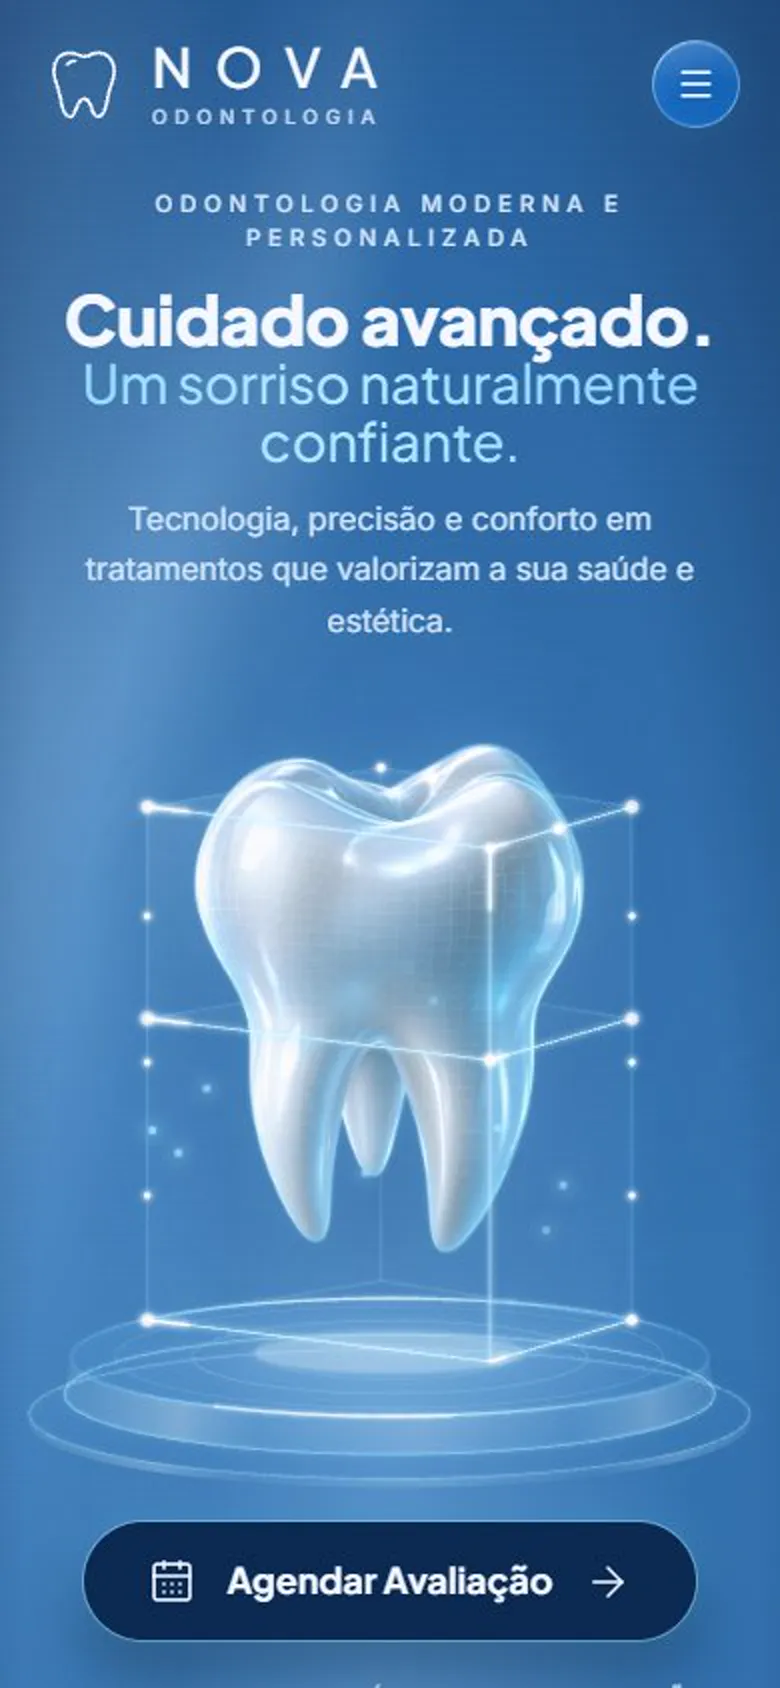 NOVA
ODONTOLOGIA
ODONTOLOGIA MODERNA E
PERSONALIZADA
Cuidado avançado.
Um sorriso naturalmente
confiante.
Tecnologia, precisão e conforto em
tratamentos que valorizam a sua saúde e
estética.
Agendar Avaliação